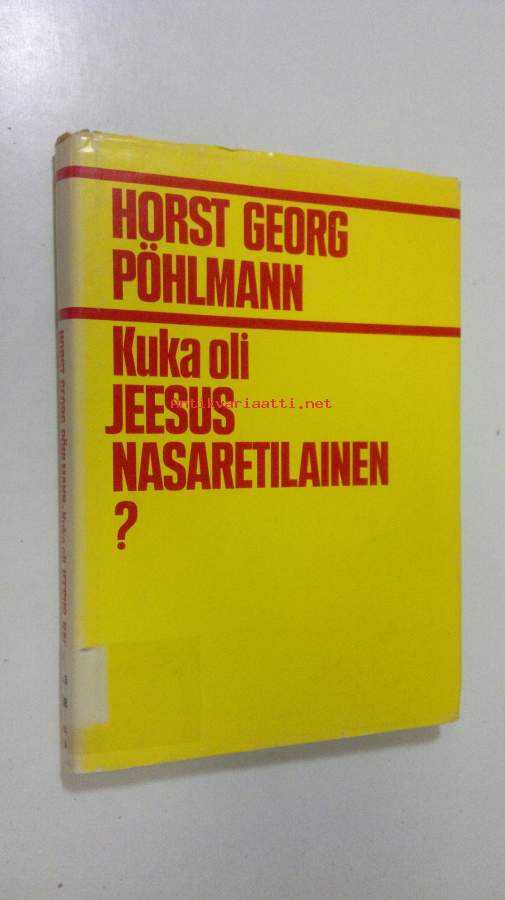 HORST GEORG
PÖHLMANN
Kuka oli
JEESUS
Antikvariaatti.net
NASARETILAINEN
?